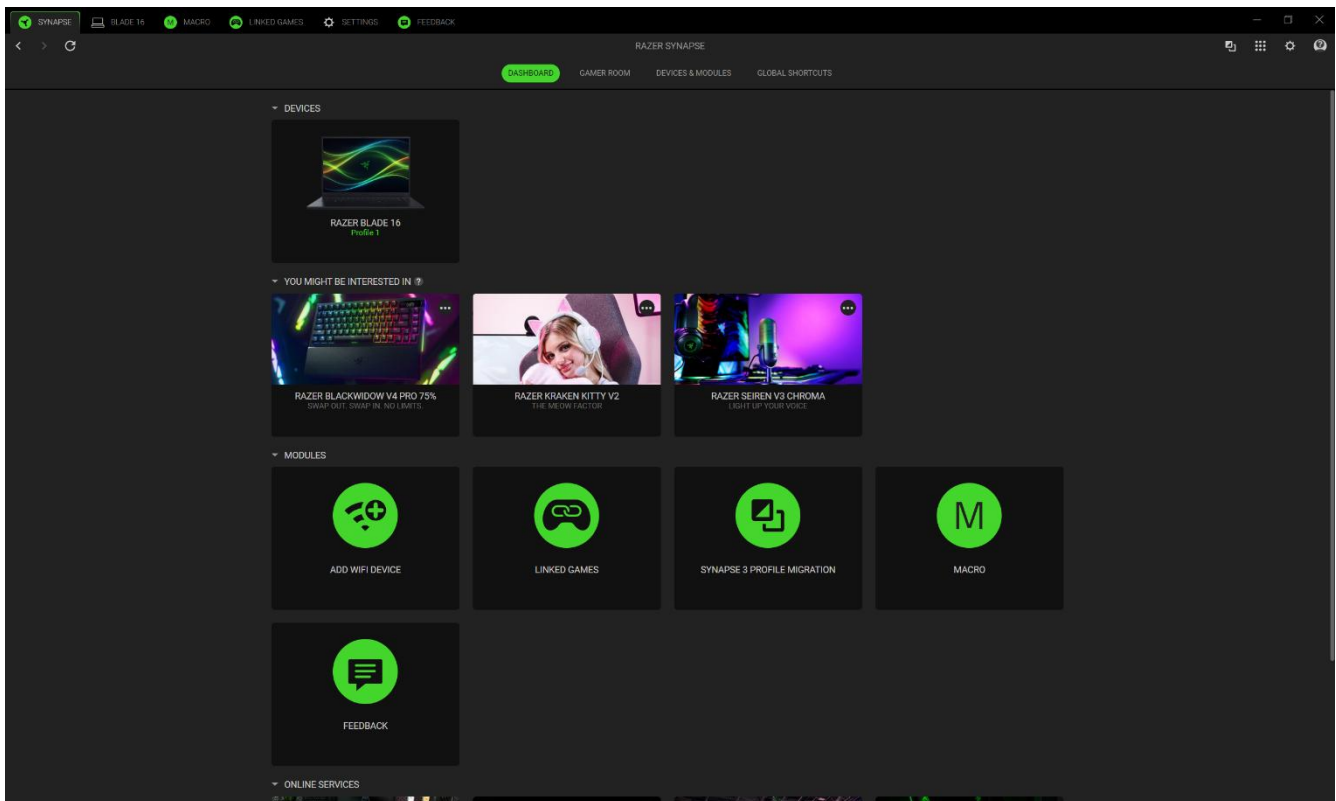 SYNAPSE
BLADE 16
MACRO
LINKED GAMES
SETTINGS
FEEDBACK
RAZER SYNAPSE
DASHBOARD
GAMER ROOM
DEVICES & MODULES
GLOBAL SHORTCUTS
DEVICES
RAZER BLADE 16
Profile 1
YOU MIGHT BE INTERESTED IN ?
RAZER BLACKWIDOW V4 PRO 75%
SWAP OUT. SWAP IN. NO LIMITS.
RAZER KRAKEN KITTY V2
THE MEOW FACTOR
RAZER SEIREN V3 CHROMA
LIGHT UP YOUR VOICE
MODULES
ADD WIFI DEVICE
LINKED GAMES
SYNAPSE 3 PROFILE MIGRATION
M
MACRO
FEEDBACK
ONLINE SERVICES